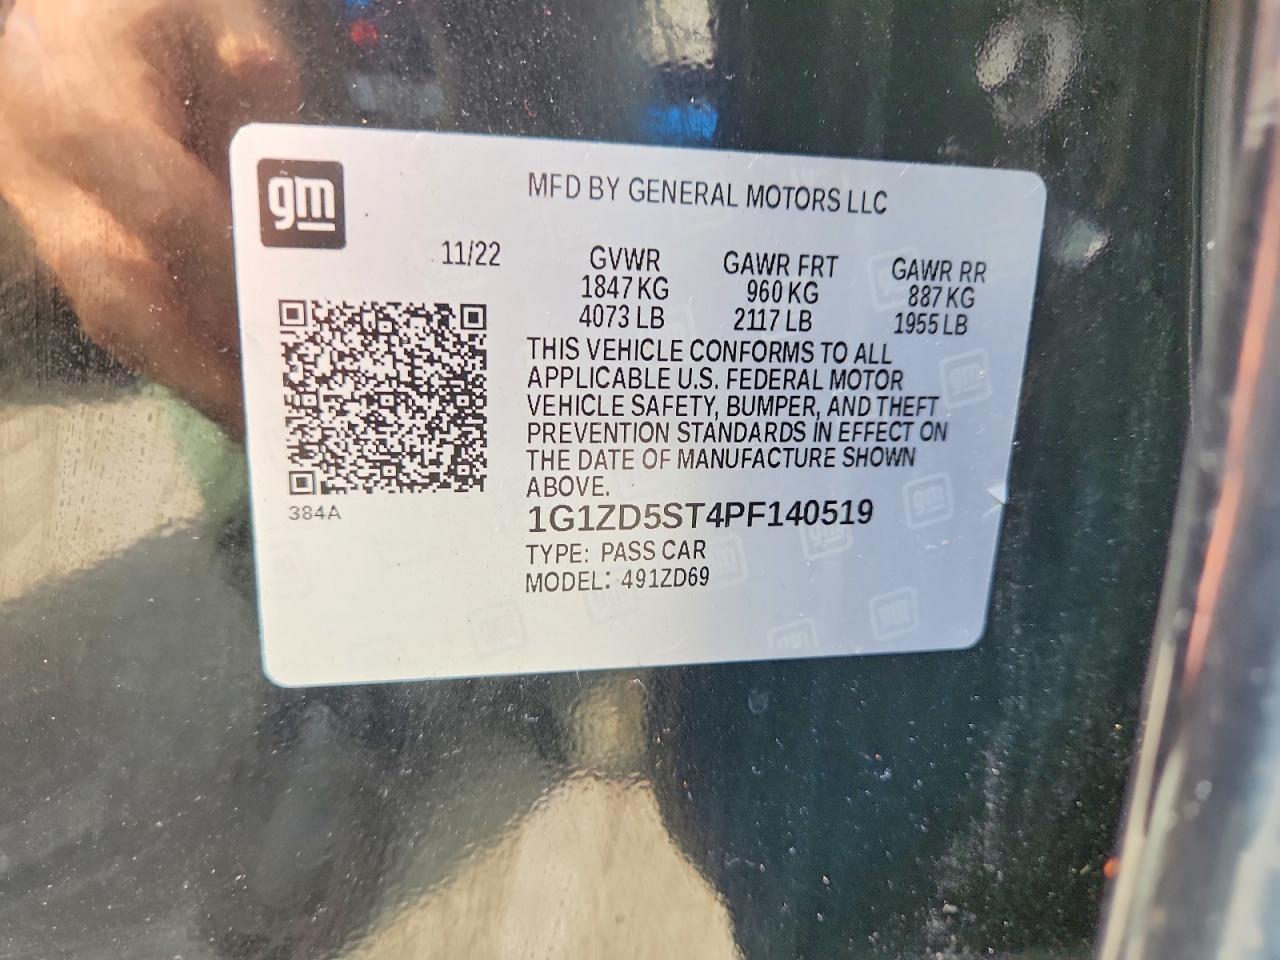 gm
MFD BY GENERAL MOTORS LLC
11/22
GVWR GAWR FRT GAWR RR
1847 KG 960 KG 887 KG
4073 LB 2117 LB 1955 LB
THIS VEHICLE CONFORMS TO ALL
APPLICABLE U.S. FEDERAL MOTOR
VEHICLE SAFETY, BUMPER, AND THEFT
PREVENTION STANDARDS IN EFFECT ON
THE DATE OF MANUFACTURE SHOWN
ABOVE.
384A
1G1ZD5ST4PF140519
TYPE: PASS CAR
MODEL: 491ZD69